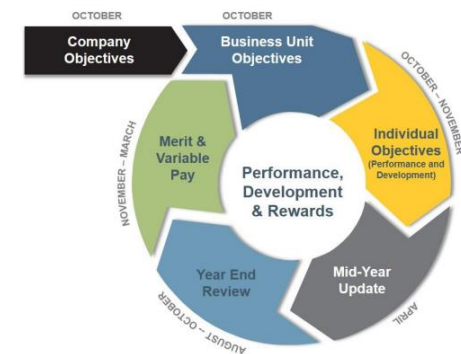 OCTOBER
OCTOBER
Company
Objectives
Business Unit
Objectives
OCTOBER – NOVEMBER
Individual
Objectives
(Performance and
Development)
Performance,
Development
& Rewards
Mid-Year
Update
APRIL
Year End
Review
AUGUST – OCTOBER
Merit &
Variable
Pay
NOVEMBER – MARCH